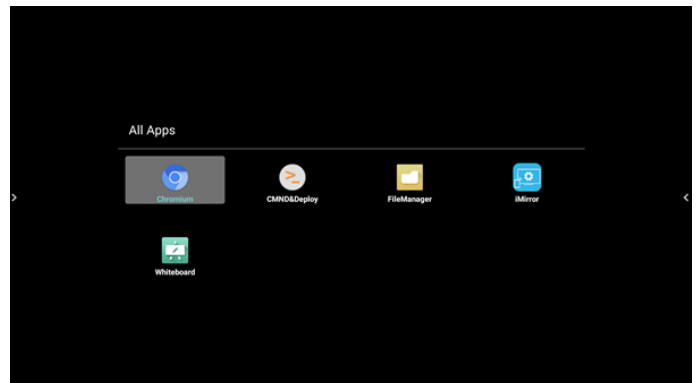 All Apps
Chromium
CMND&Deploy
FileManager
iMirror
Whiteboard